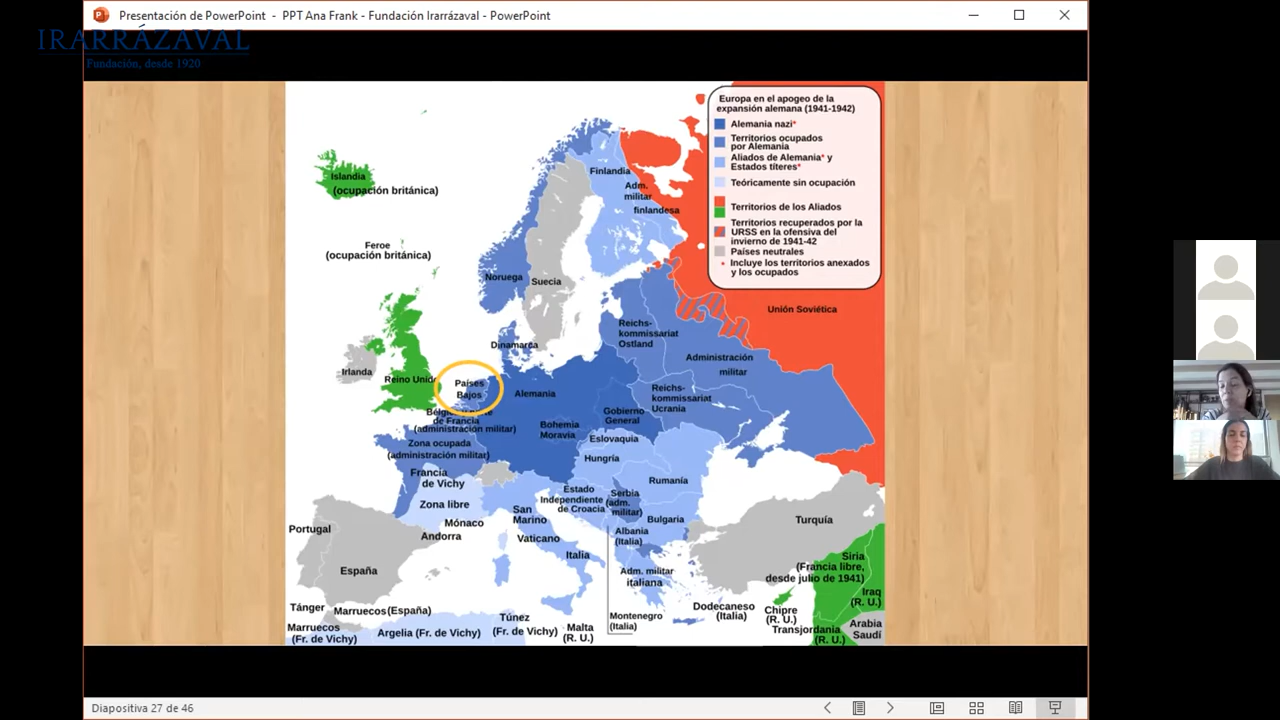 Presentación de PowerPoint - PPT Ana Frank - Fundación Irarrázaval - PowerPoint
IRARRÁZAVAL
Fundación, desde 1920
Europa en el apogeo de la
expansión alemana (1941-1942)
Alemania nazi*
Territorios ocupados
por Alemania
Aliados de Alemania* y
Estados títeres*
Teóricamente sin ocupación
Territorios de los Aliados
Territorios recuperados por la
URSS en la ofensiva del
invierno de 1941-42
Países neutrales
* Incluye los territorios anexados
y los ocupados
Islandia
(ocupación británica)
Feroe
(ocupación británica)
Finlandia
Adm.
militar
finlandesa
Noruega
Suecia
Unión Soviética
Reichs-
kommissariat
Ostland
Dinamarca
Administración
militar
Irlanda
Reino Unido
Países
Bajos
Alemania
Reichs-
kommissariat
Ucrania
Gobierno
General
de Francia
(administración militar)
Bohemia
Moravia
Zona ocupada
(administración militar)
Eslovaquia
Hungría
Francia
de Vichy
Rumanía
Zona libre
Estado
Independiente
de Croacia
Serbia
(adm.
militar)
San
Marino
Mónaco
Andorra
Vaticano
Bulgaria
Albania
(Italia)
Italia
Portugal
España
Turquía
Adm. militar
italiana
Siria
(Francia libre,
desde julio de 1941)
Iraq
(R. U.)
Tánger
Marruecos (España)
Marruecos
(Fr. de Vichy)
Argelia (Fr. de Vichy)
Túnez
(Fr. de Vichy)
Malta
(R. U.)
Montenegro
(Italia)
Dodecaneso
(Italia)
Chipre
(R. U.)
Transjordania
(R. U.)
Arabia
Saudí
Diapositiva 27 de 46